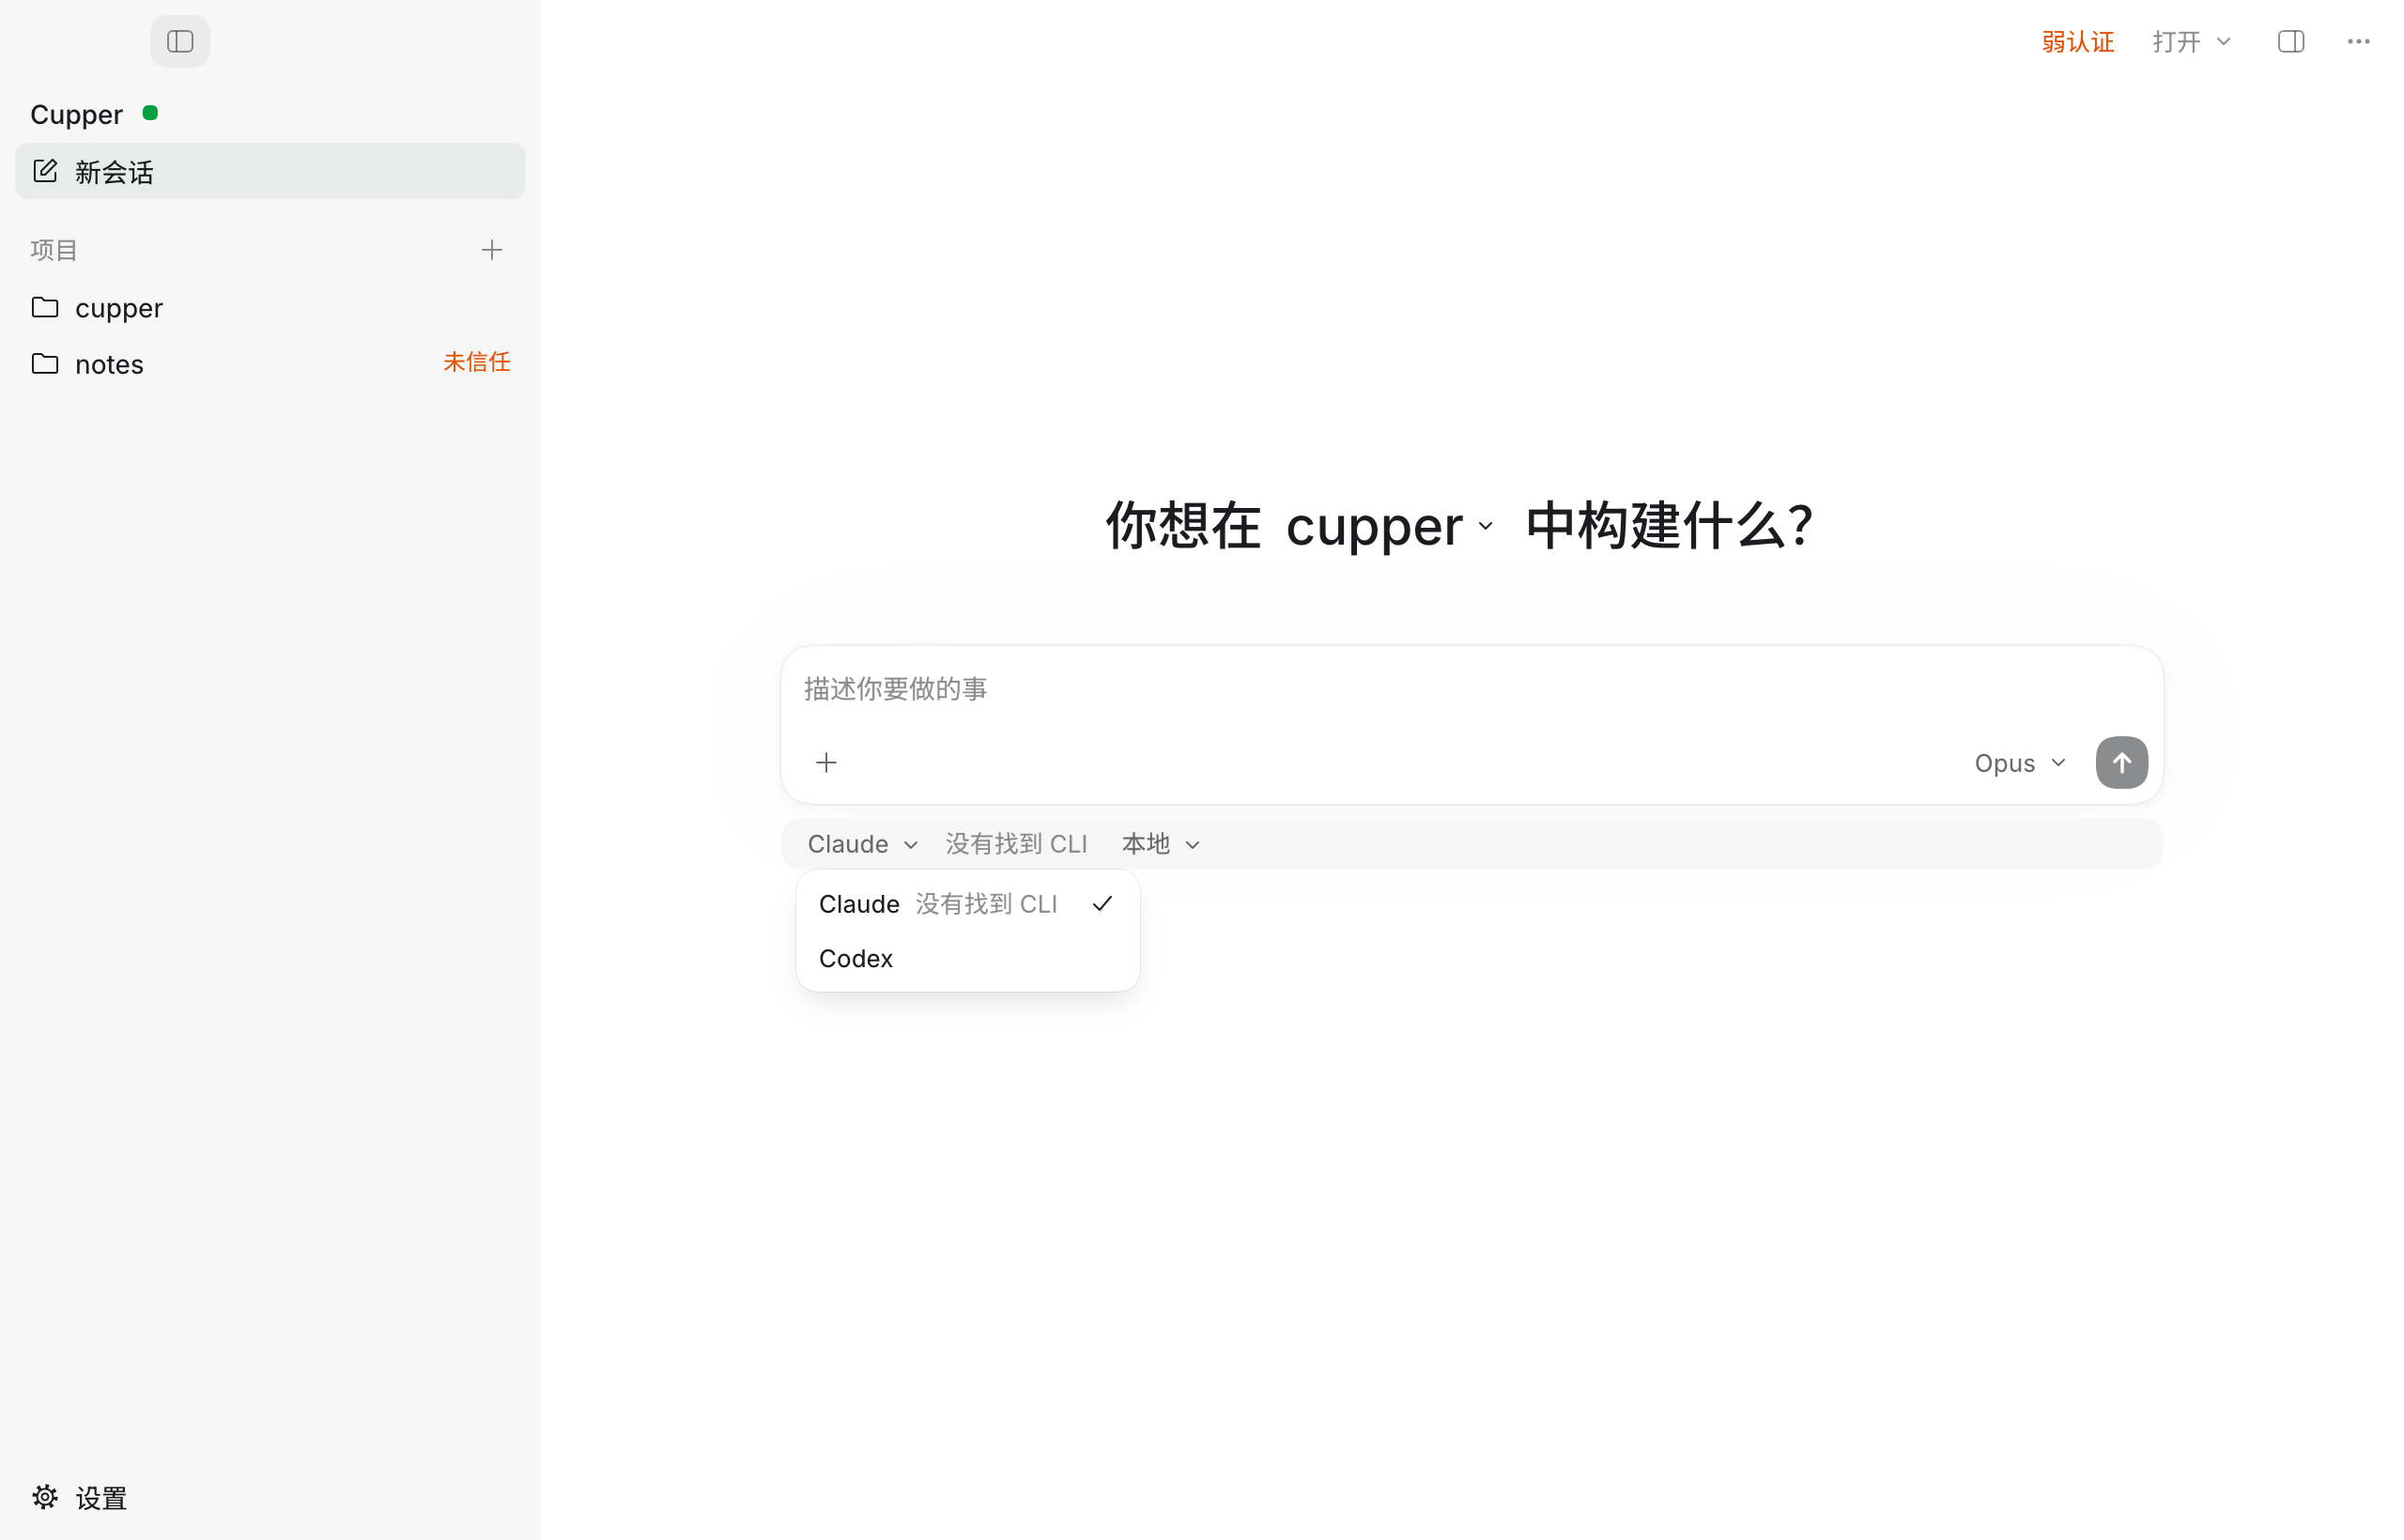 弱认证 打开
Cupper
新会话
项目
cupper
notes 未信任
你想在 cupper 中构建什么？
描述你要做的事
Opus
Claude 没有找到 CLI 本地
Claude 没有找到 CLI
Codex
设置